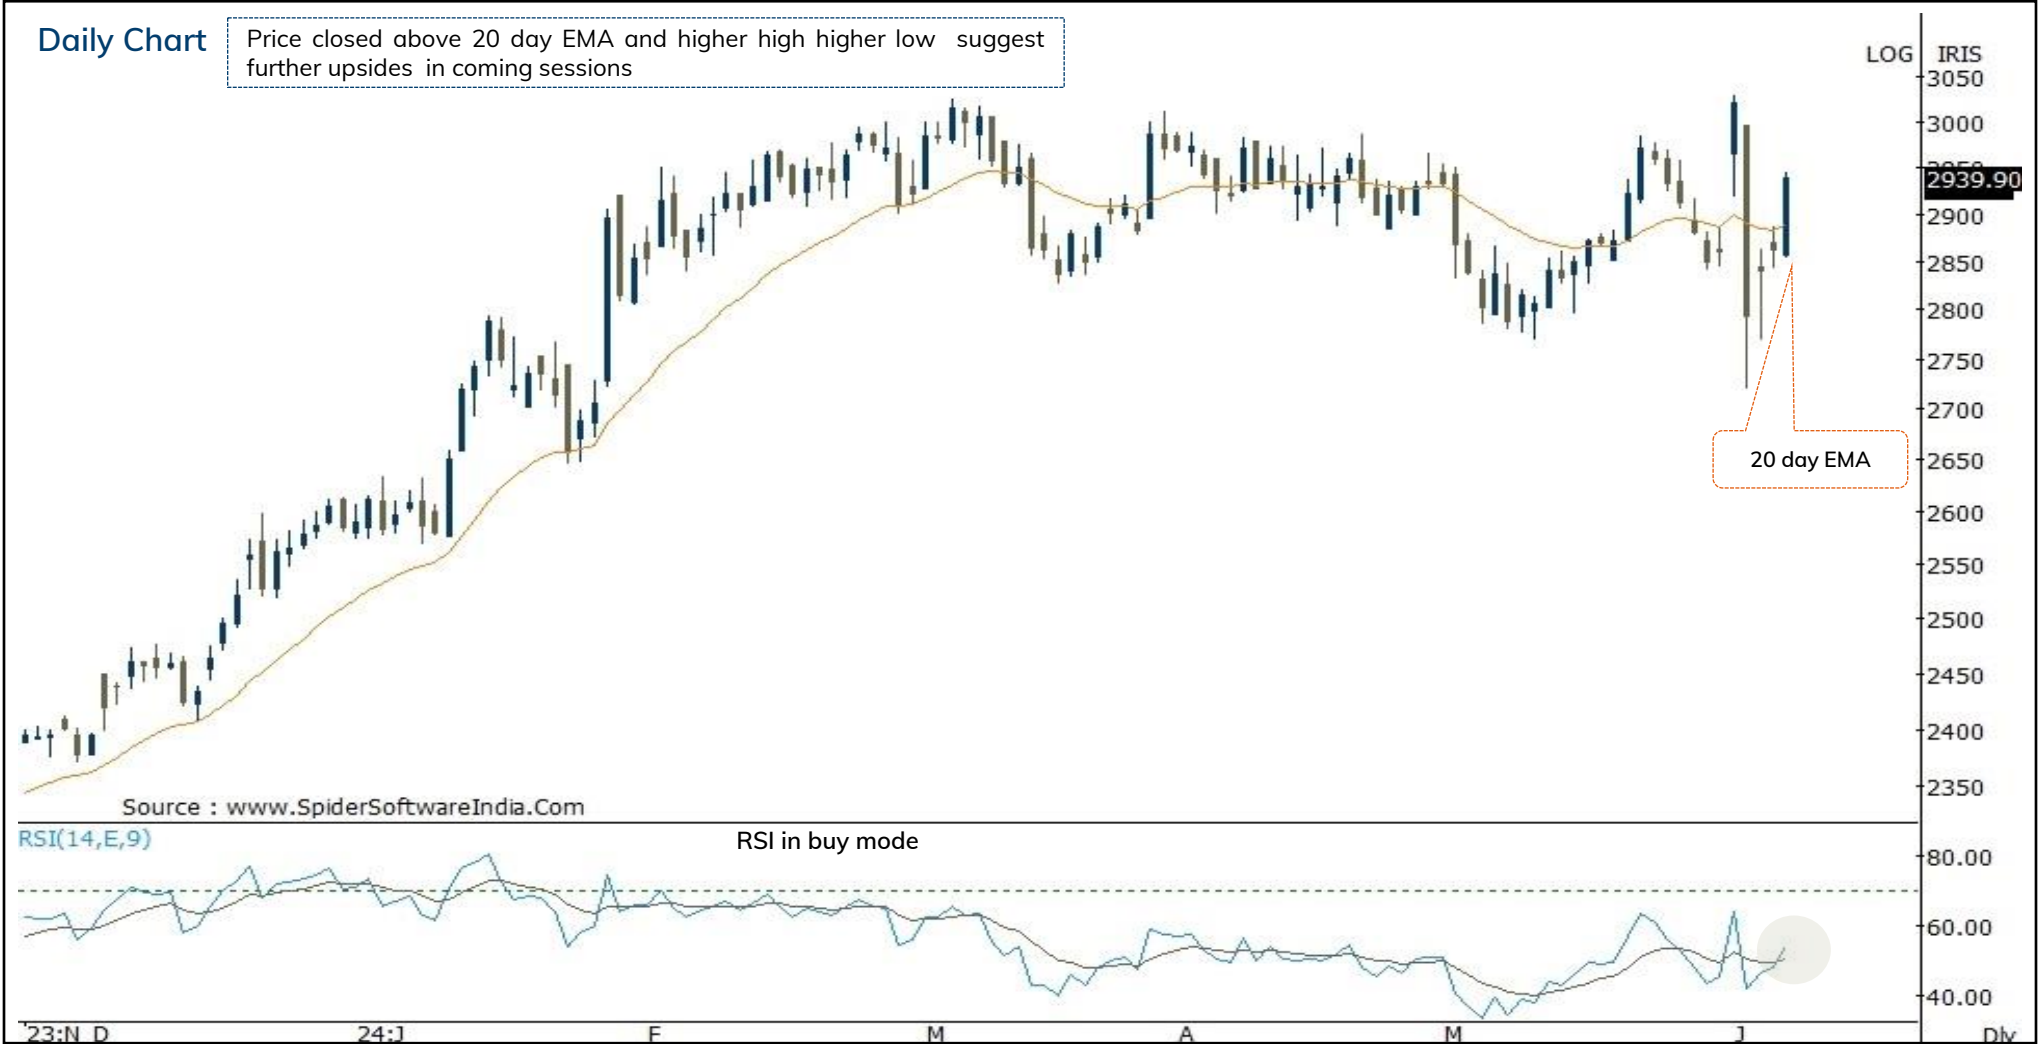 Daily Chart
Price closed above 20 day EMA and higher high higher low suggest
further upsides in coming sessions
LOG IRIS
3050
3000
2939.90
2900
2850
2800
2750
2700
20 day EMA
2650
2600
2550
2500
2450
2400
2350
Source : www.SpiderSoftwareIndia.Com
RSI(14,E,9)
RSI in buy mode
80.00
60.00
40.00
23:N D 24:J F M A M J Dly